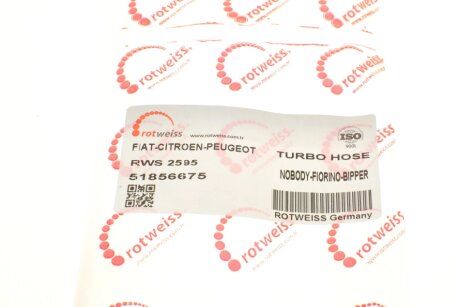 rotweiss
www.rotweiss.com.tr
FIAT-CITROEN-PEUGEOT
RWS 2595
51856675
ISO
9001
TURBO HOSE
NOBODY-FIORINO-BIPPER
ROTWEISS Germany
rotweiss
rotweiss
rotweiss
rotweiss
rotweiss